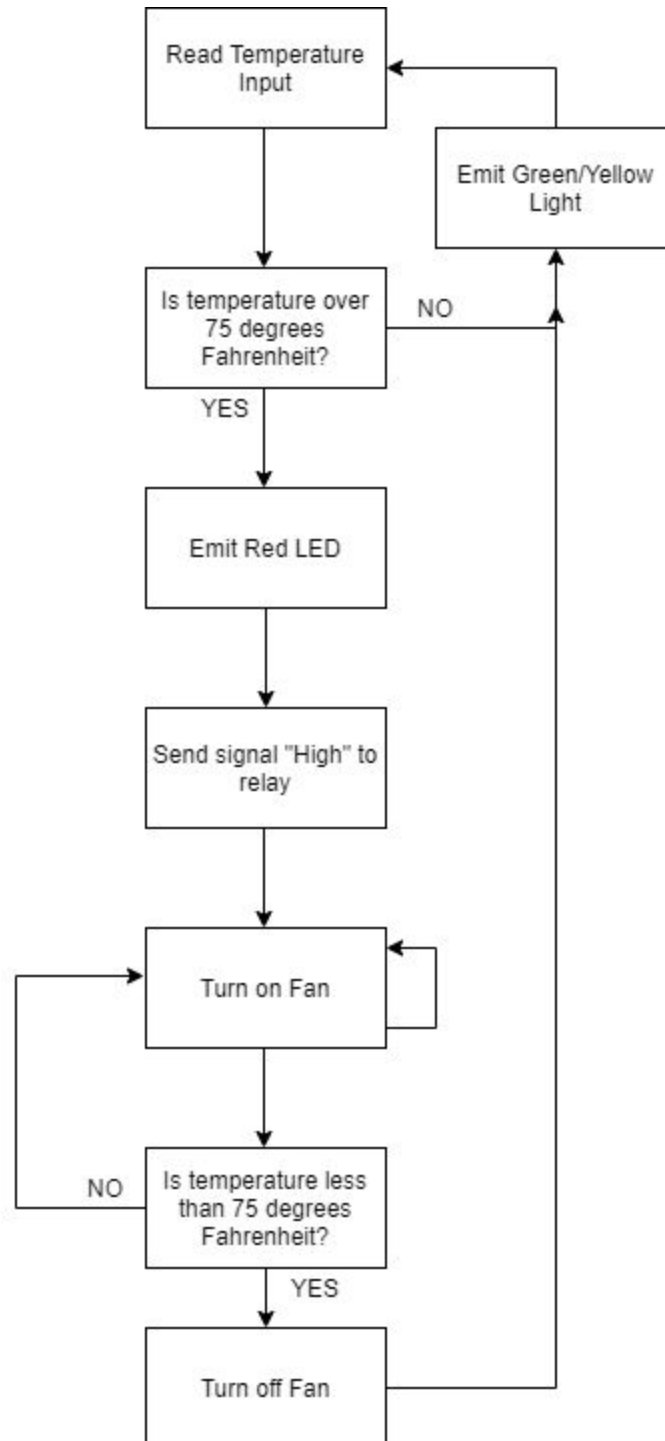 Read Temperature
Input
Emit Green/Yellow
Light
Is temperature over
75 degrees
Fahrenheit?
NO
YES
Emit Red LED
Send signal "High" to
relay
Turn on Fan
Is temperature less
than 75 degrees
Fahrenheit?
NO
YES
Turn off Fan